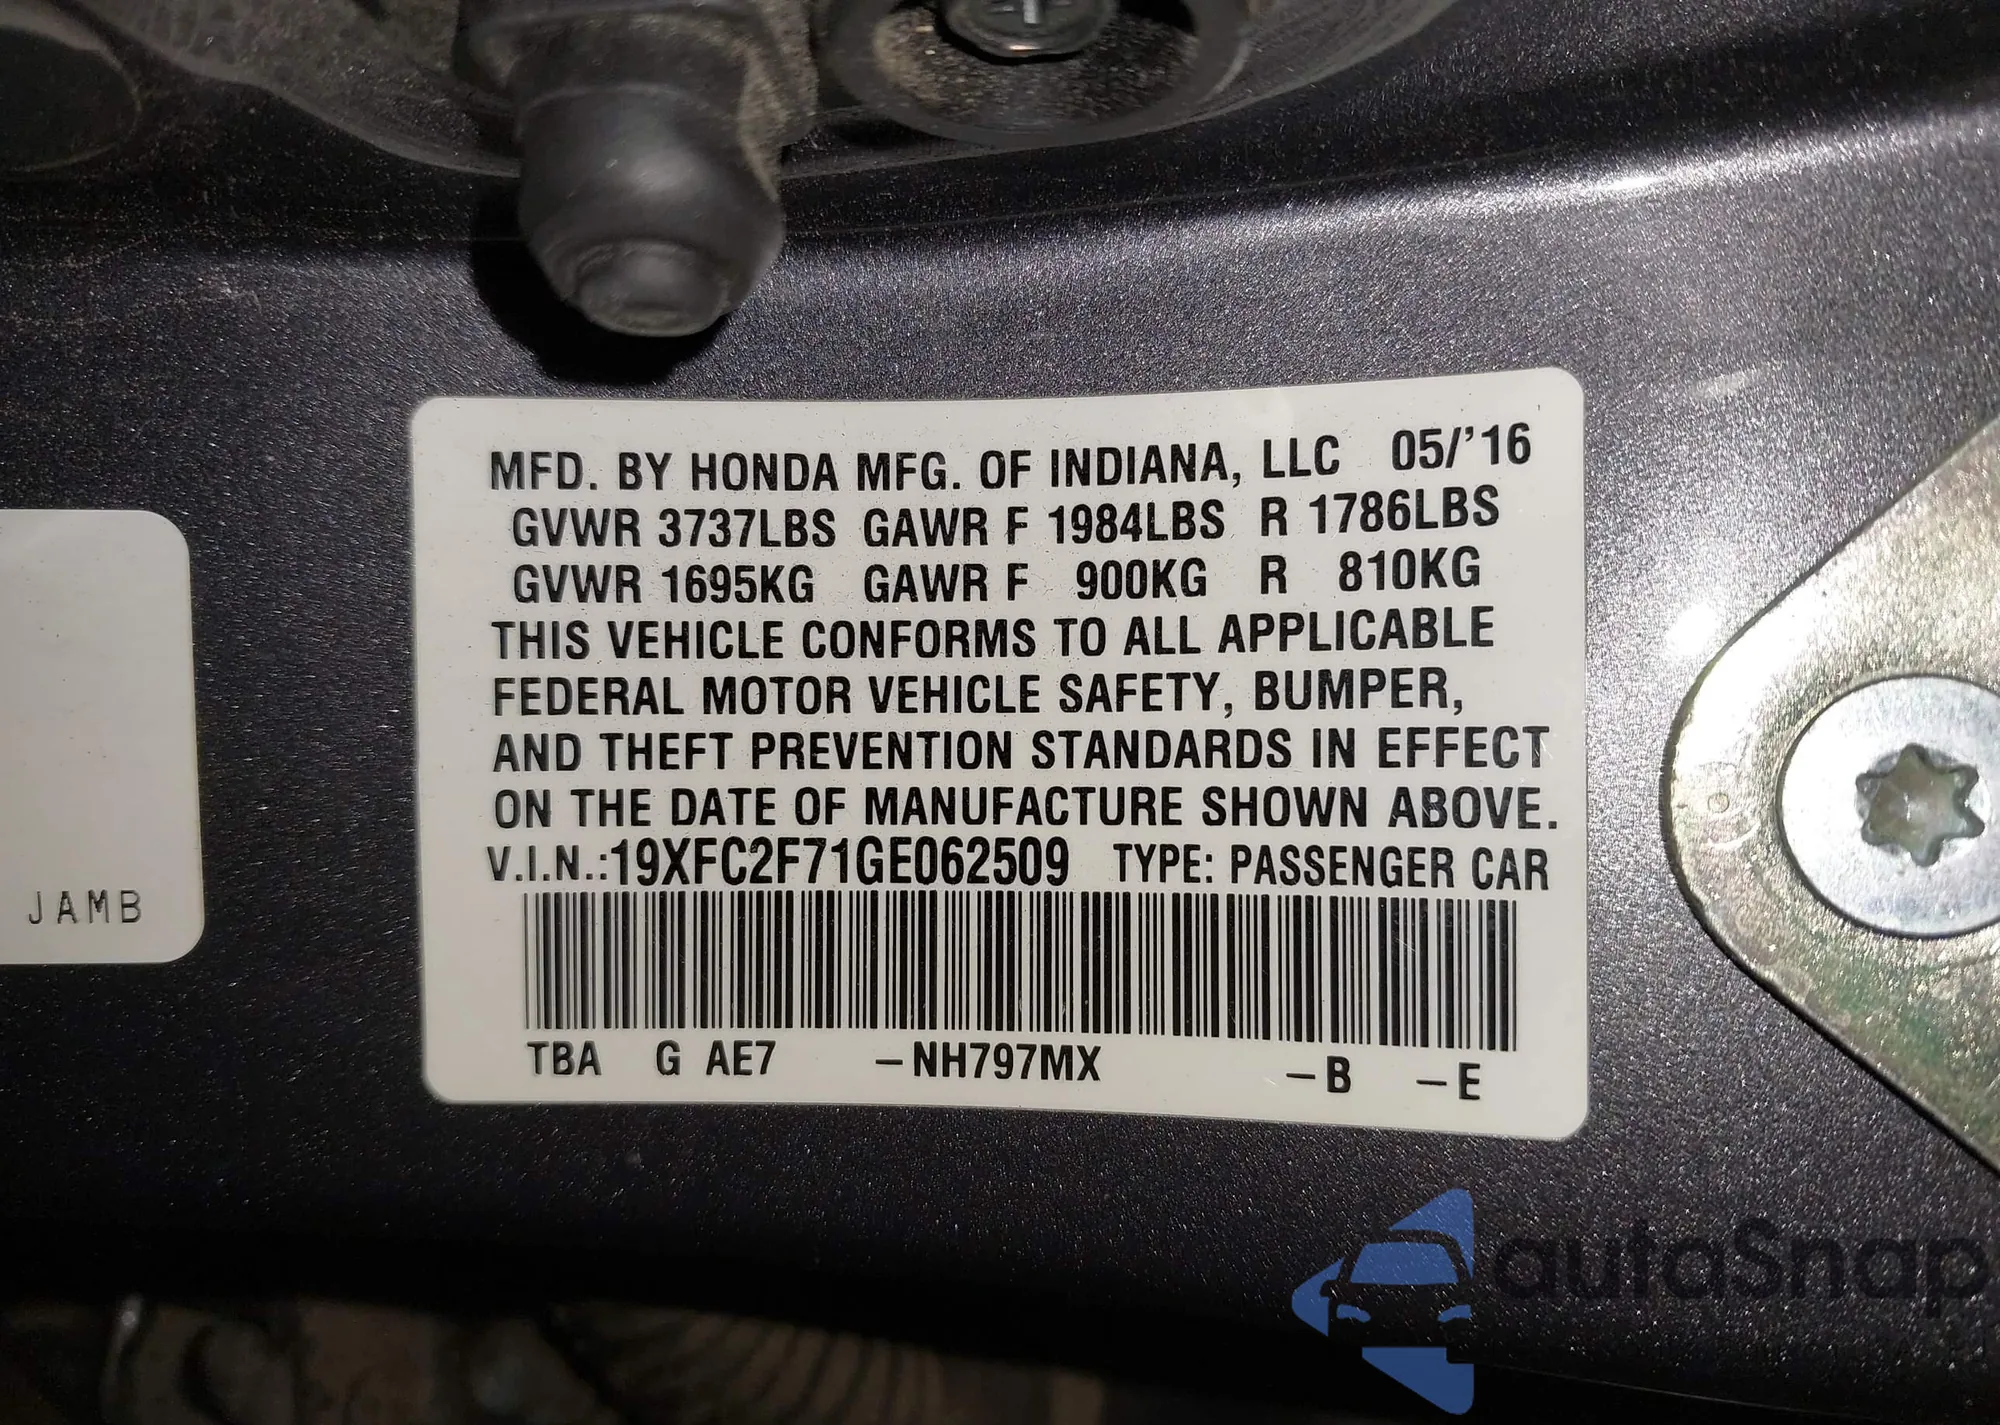 MFD. BY HONDA MFG. OF INDIANA, LLC 05/'16
GVWR 3737LBS GAWR F 1984LBS R 1786LBS
GVWR 1695KG GAWR F 900KG R 810KG
THIS VEHICLE CONFORMS TO ALL APPLICABLE
FEDERAL MOTOR VEHICLE SAFETY, BUMPER,
AND THEFT PREVENTION STANDARDS IN EFFECT
ON THE DATE OF MANUFACTURE SHOWN ABOVE.
V.I.N.:19XFC2F71GE062509 TYPE: PASSENGER CAR
TBA G AE7 –NH797MX –B –E
JAMB
autoSnap